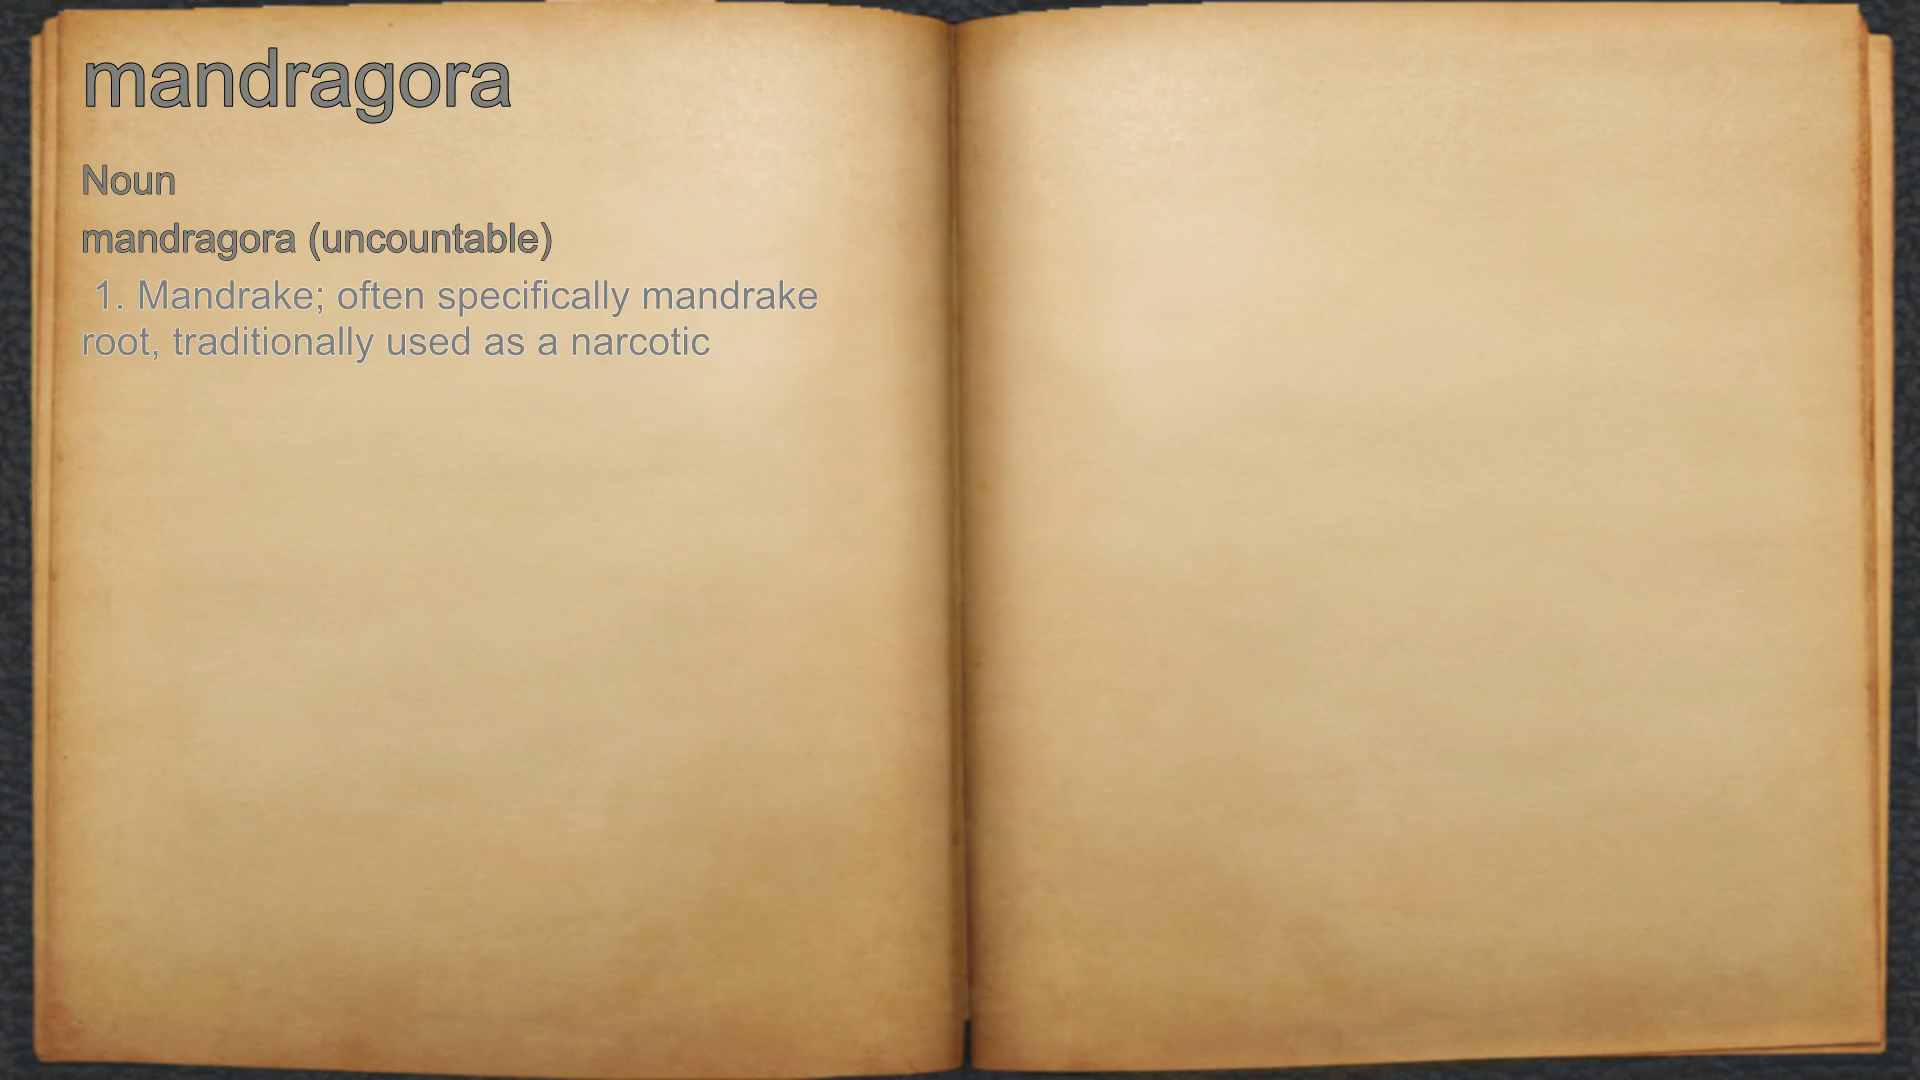 mandragora
Noun
mandragora (uncountable)
1. Mandrake; often specifically mandrake
root, traditionally used as a narcotic